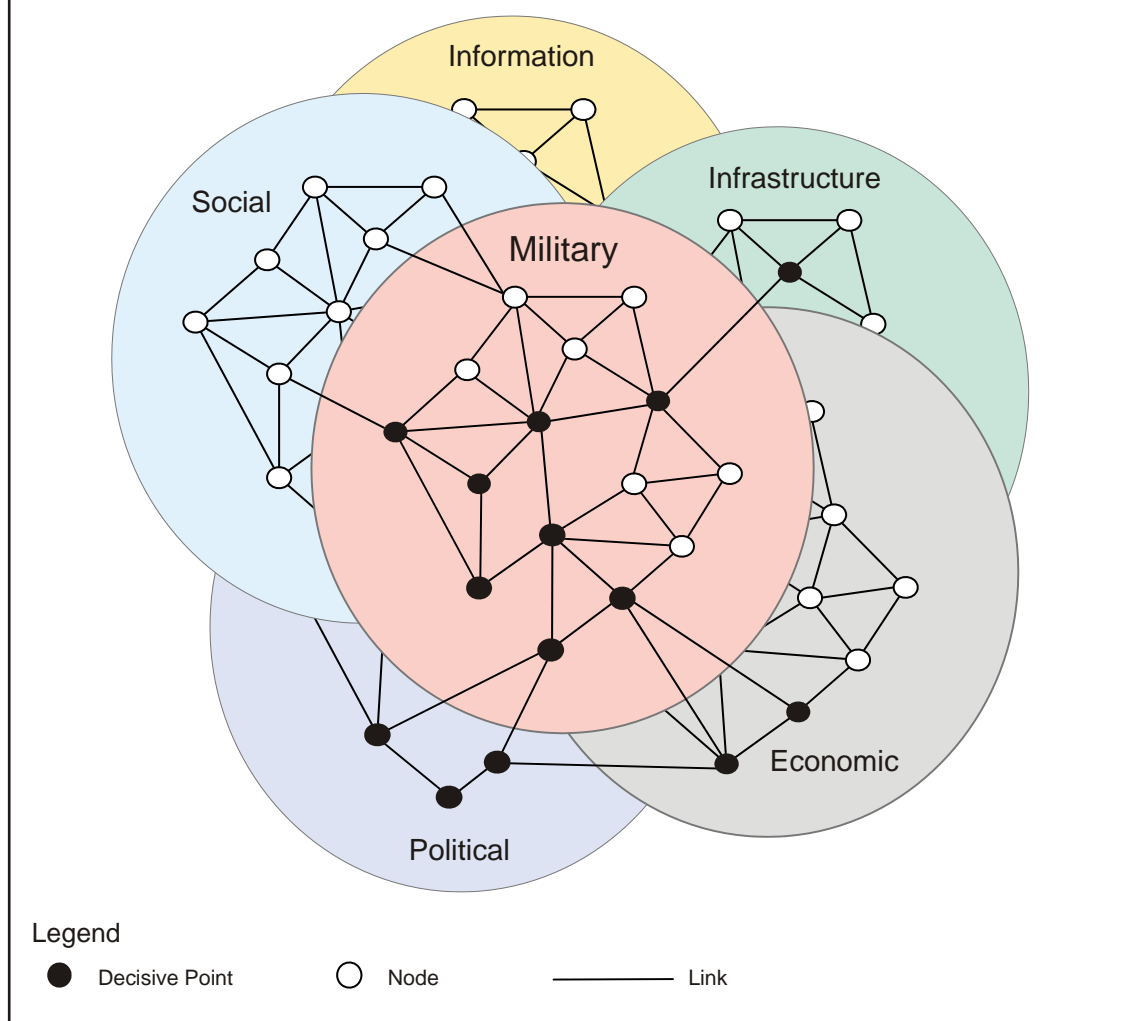 Information
Infrastructure
Social
Military
Economic
Political
Legend
Decisive Point
Node
Link